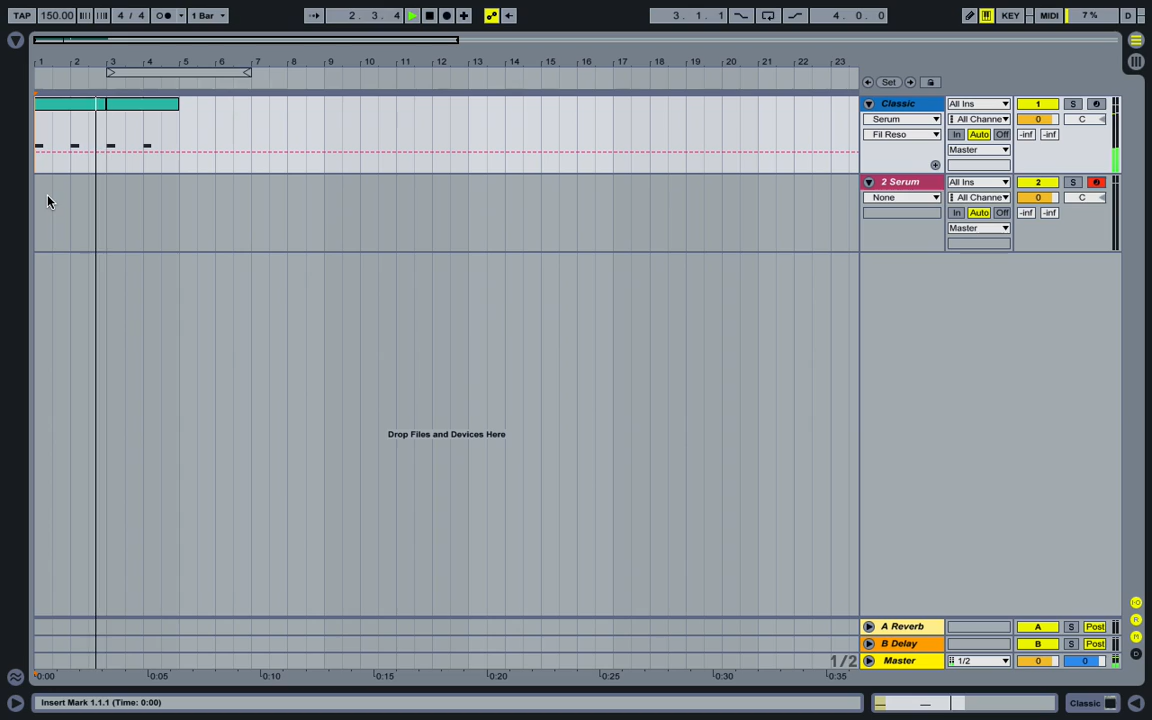 TAP 150.00 4 / 4 1 Bar 2. 3. 4 3. 1. 1 4. 0. 0 KEY MIDI 7 % D
1 2 3 4 5 6 7 8 9 10 11 12 13 14 15 16 17 18 19 20 21 22 23
Set
Classic All Ins 1 S
Serum All Channe 0 C
Fil Reso In Auto Off -inf -inf
Master
2 Serum All Ins 2 S
None All Channe 0 C
In Auto Off -inf -inf
Master
Drop Files and Devices Here
A Reverb A S Post
B Delay B S Post
1/2 Master 1/2 0 0
0:00 0:05 0:10 0:15 0:20 0:25 0:30 0:35
I-O
R
M
D
Insert Mark 1.1.1 (Time: 0:00) Classic